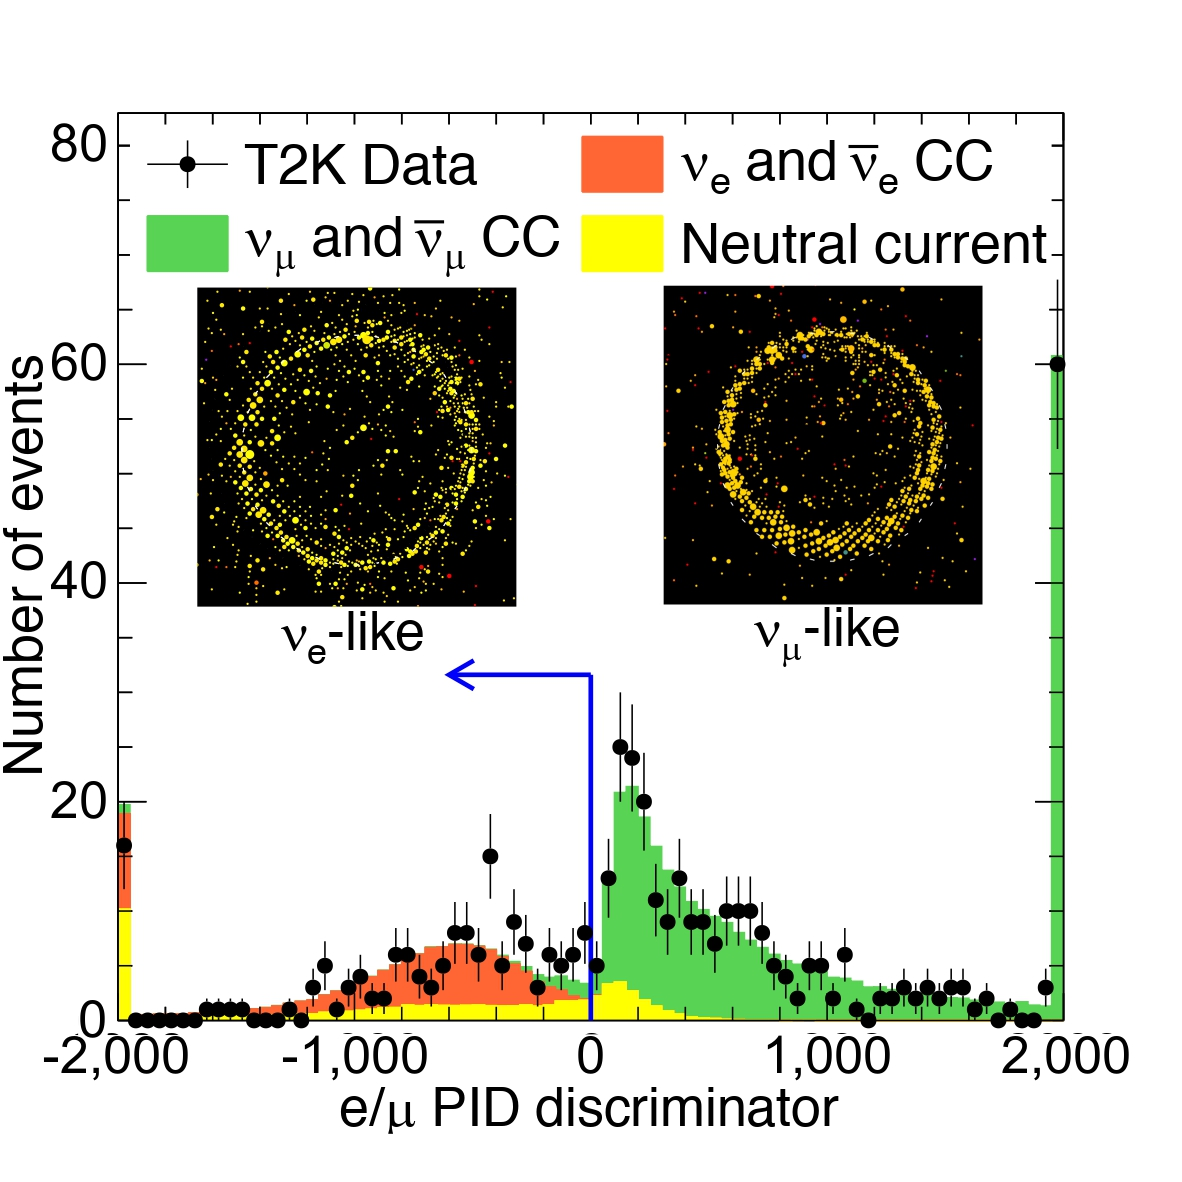 80
T2K Data
νe and ν̅e CC
νμ and ν̅μ CC
Neutral current
60
40
20
0
Number of events
νe-like
νμ-like
-2,000
-1,000
0
1,000
2,000
e/μ PID discriminator